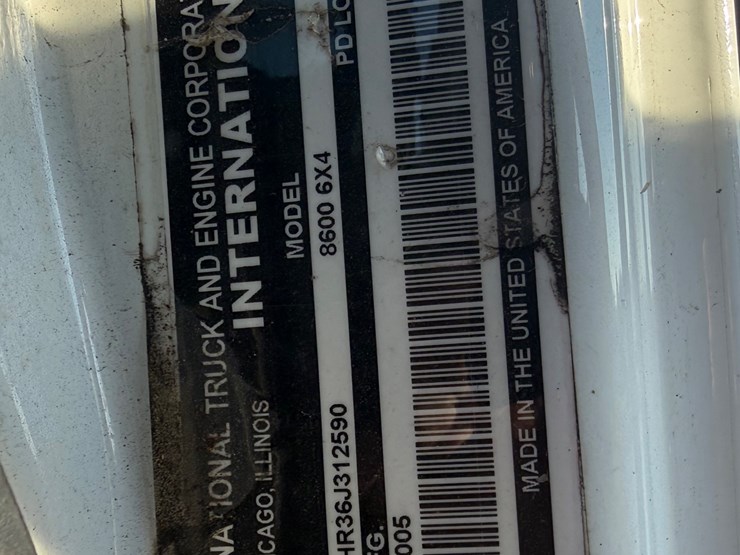 NATIONAL TRUCK AND ENGINE CORPORA
CAGO, ILLINOIS
INTERNATION
MODEL
HR36J312590
8600 6X4
PD LO
G.
005
MADE IN THE UNITED STATES OF AMERICA